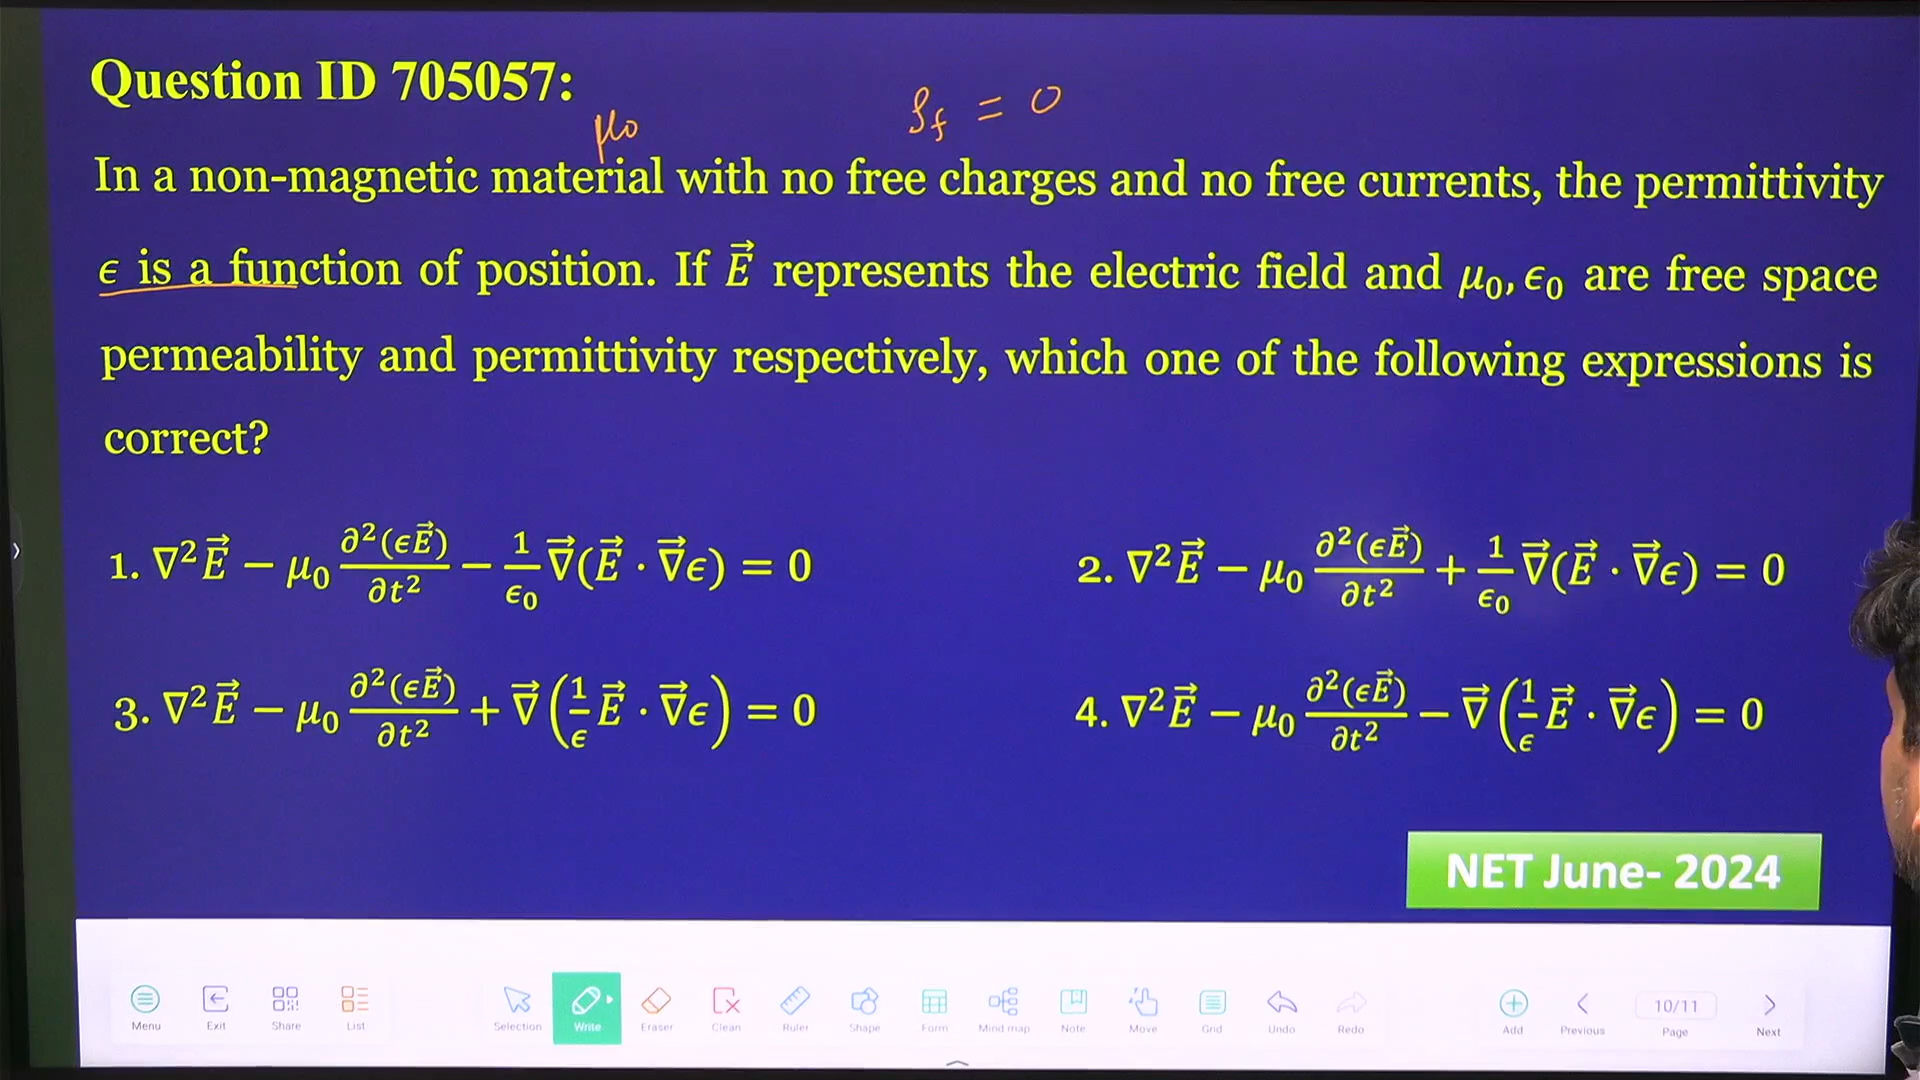 Question ID 705057:
μ₀
ρ_f = 0
In a non-magnetic material with no free charges and no free currents, the permittivity
ϵ is a function of position. If E⃗ represents the electric field and μ₀, ϵ₀ are free space
permeability and permittivity respectively, which one of the following expressions is
correct?
1. ∇²E⃗ − μ₀ ∂²(ϵE⃗)/∂t² − 1/ϵ₀ ∇⃗(E⃗ · ∇⃗ϵ) = 0
2. ∇²E⃗ − μ₀ ∂²(ϵE⃗)/∂t² + 1/ϵ₀ ∇⃗(E⃗ · ∇⃗ϵ) = 0
3. ∇²E⃗ − μ₀ ∂²(ϵE⃗)/∂t² + ∇⃗(1/ϵ E⃗ · ∇⃗ϵ) = 0
4. ∇²E⃗ − μ₀ ∂²(ϵE⃗)/∂t² − ∇⃗(1/ϵ E⃗ · ∇⃗ϵ) = 0
NET June- 2024
Menu Exit Share List Selection Write Eraser Clean Ruler Shape Form Mind map Note Move Grid Undo Redo Add Previous 10/11 Page Next